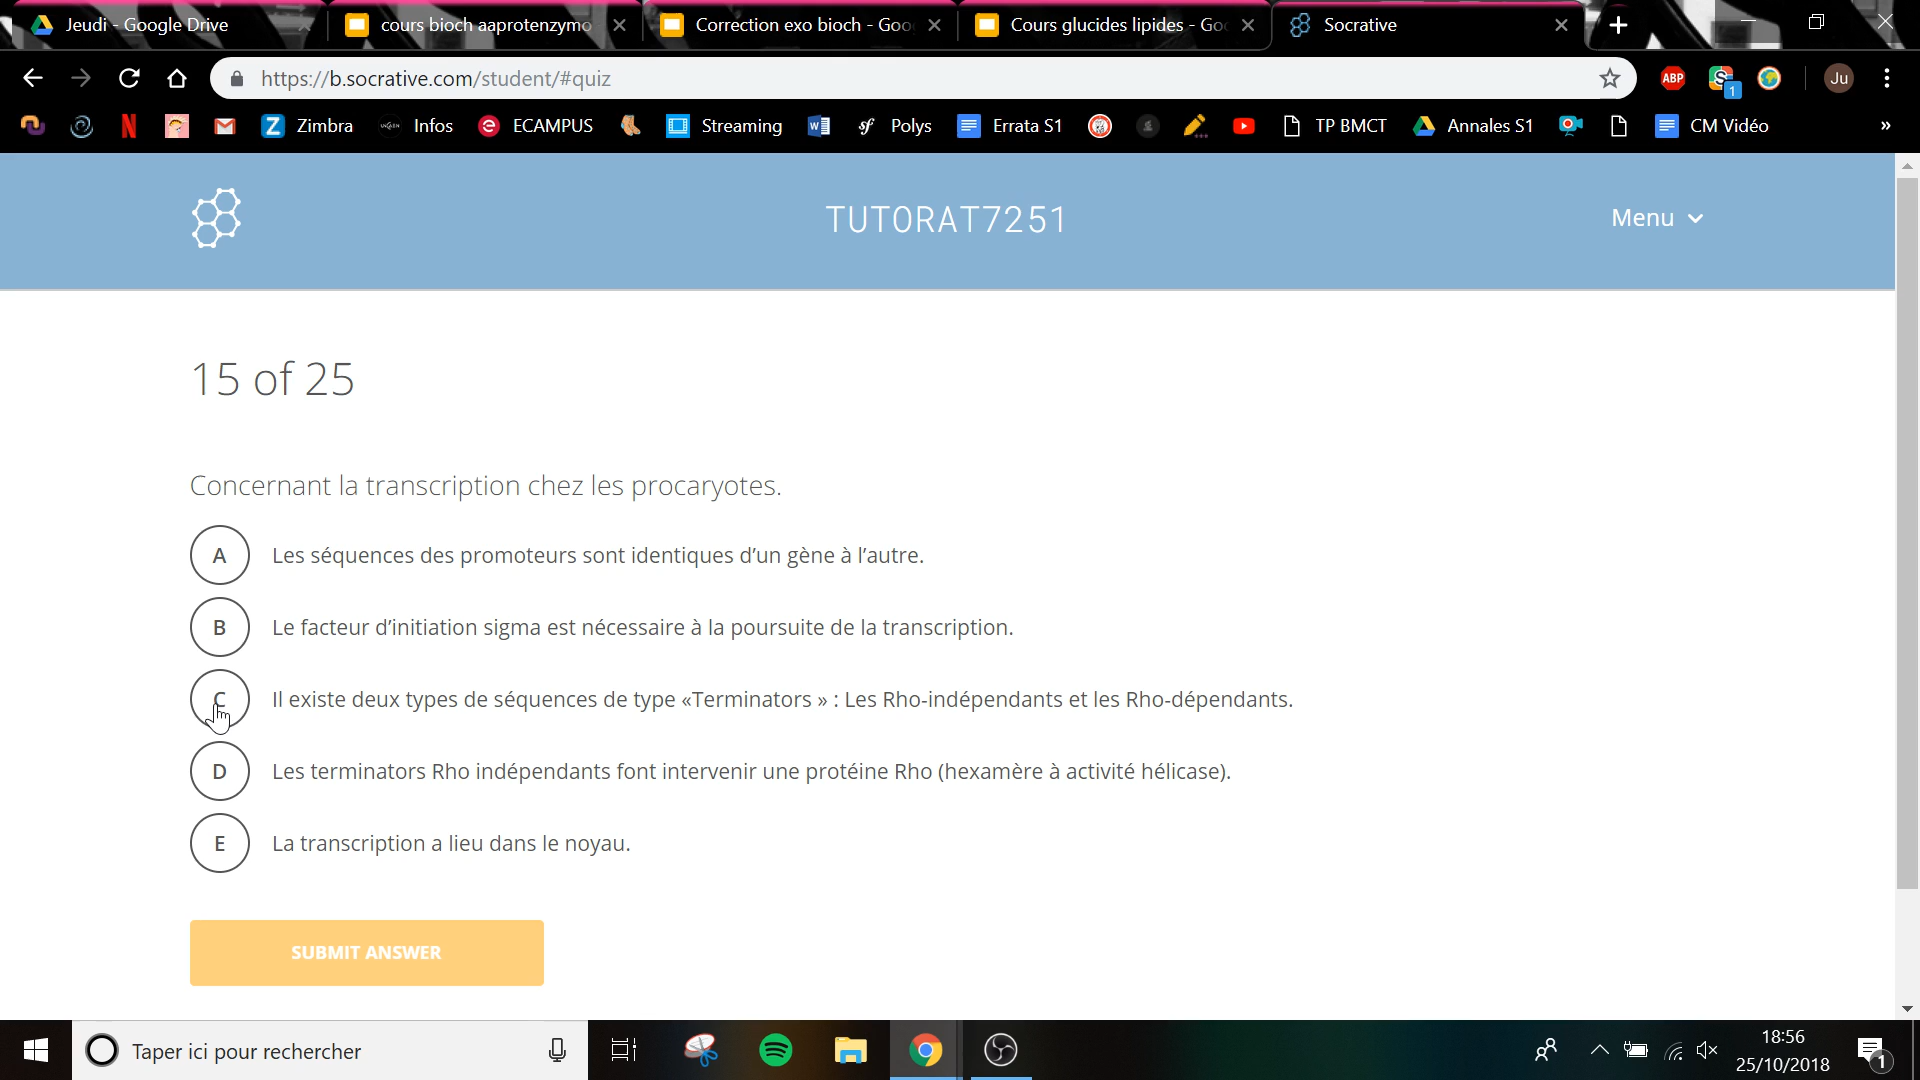 Jeudi - Google Drive
cours bioch aaprotenzymo
Correction exo bioch - Goo
Cours glucides lipides - Go
Socrative
https://b.socrative.com/student/#quiz
ABP
1
Ju
Zimbra
Infos
ECAMPUS
Streaming
Polys
Errata S1
TP BMCT
Annales S1
CM Vidéo
»
TUTORAT7251
Menu
15 of 25
Concernant la transcription chez les procaryotes.
A Les séquences des promoteurs sont identiques d’un gène à l’autre.
B Le facteur d’initiation sigma est nécessaire à la poursuite de la transcription.
C Il existe deux types de séquences de type «Terminators » : Les Rho-indépendants et les Rho-dépendants.
D Les terminators Rho indépendants font intervenir une protéine Rho (hexamère à activité hélicase).
E La transcription a lieu dans le noyau.
SUBMIT ANSWER
Taper ici pour rechercher
18:56
25/10/2018
1